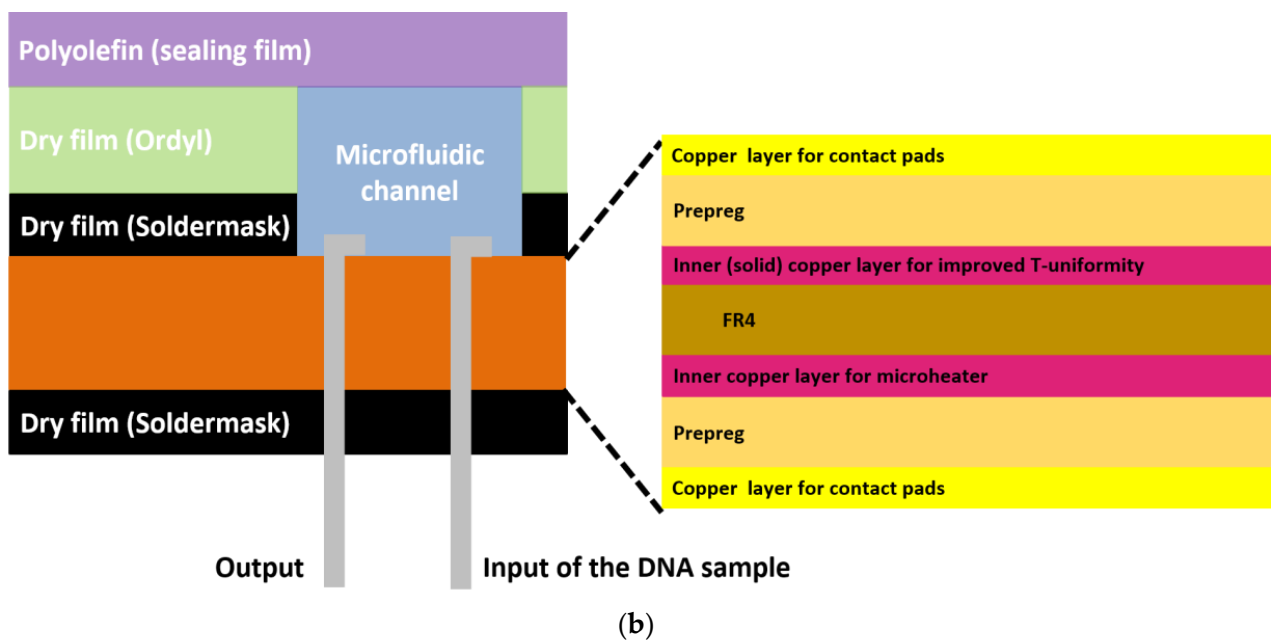 Polyolefin (sealing film)
Dry film (Ordyl)
Microfluidic
channel
Dry film (Soldermask)
Dry film (Soldermask)
Output
Input of the DNA sample
Copper layer for contact pads
Prepreg
Inner (solid) copper layer for improved T-uniformity
FR4
Inner copper layer for microheater
Prepreg
Copper layer for contact pads
(b)